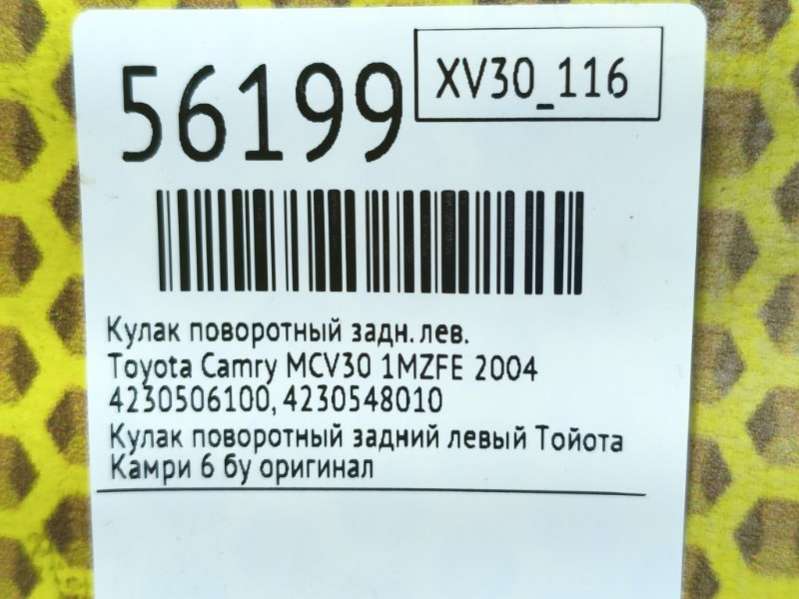 56199
XV30_116
Кулак поворотный задн. лев.
Toyota Camry MCV30 1MZFE 2004
4230506100, 4230548010
Кулак поворотный задний левый Тойота
Камри 6 бу оригинал